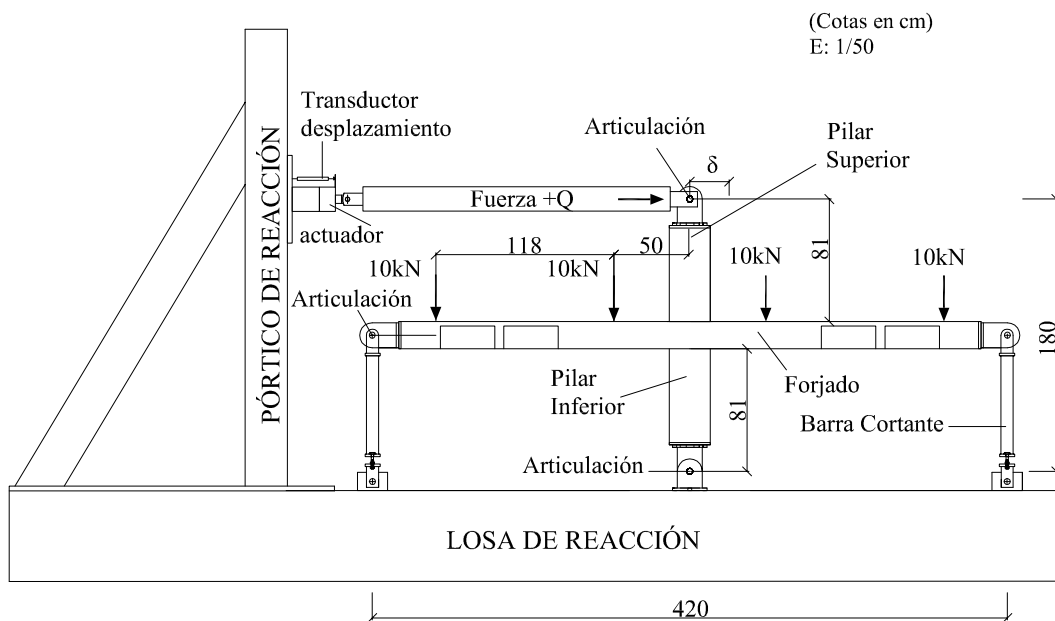 (Cotas en cm)
E: 1/50
Transductor
desplazamiento
Articulación
Pilar
Superior
δ
Fuerza +Q
actuador
118
50
81
10kN
10kN
10kN
10kN
Articulación
PÓRTICO DE REACCIÓN
180
Pilar
Inferior
81
Forjado
Barra Cortante
Articulación
LOSA DE REACCIÓN
420